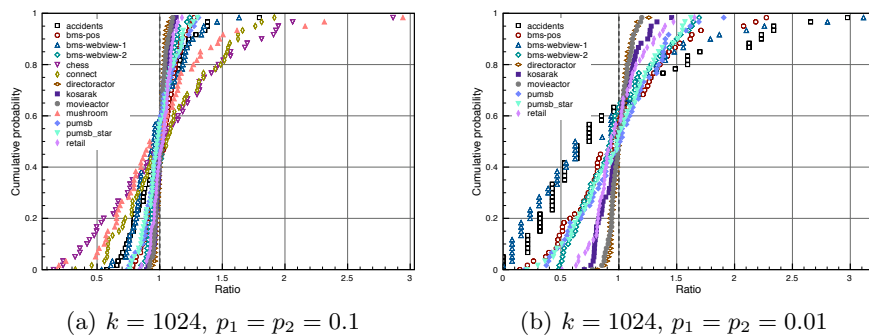 Cumulative probability
1
0.8
0.6
0.4
0.2
0
accidents
bms-pos
bms-webview-1
bms-webview-2
chess
connect
directoractor
kosarak
movieactor
mushroom
pumsb
pumsb_star
retail
0.5 1 1.5 2 2.5 3
Ratio
(a) k = 1024, p1 = p2 = 0.1
Cumulative probability
1
0.8
0.6
0.4
0.2
0
accidents
bms-pos
bms-webview-1
bms-webview-2
directoractor
kosarak
movieactor
pumsb
pumsb_star
retail
0 0.5 1 1.5 2 2.5 3
Ratio
(b) k = 1024, p1 = p2 = 0.01